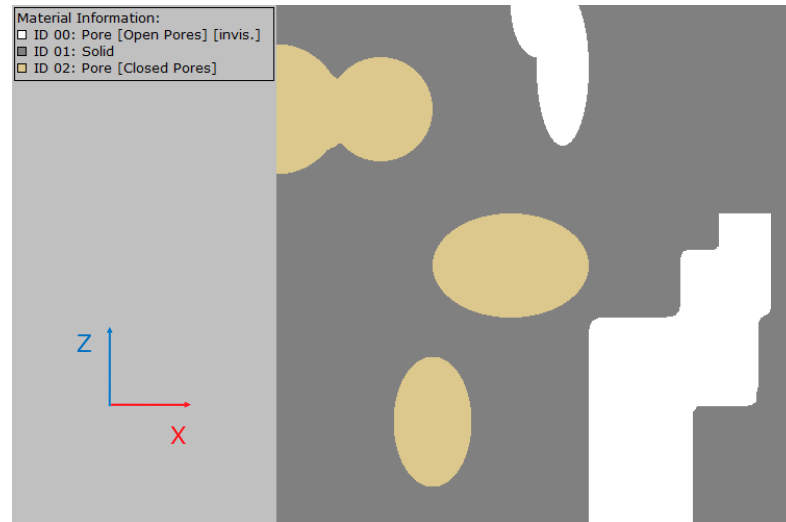 Material Information:
ID 00: Pore [Open Pores] [invis.]
ID 01: Solid
ID 02: Pore [Closed Pores]
Z
X